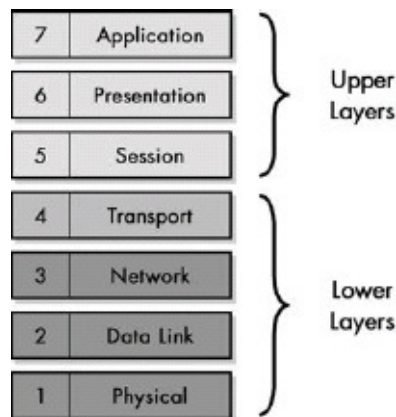 7 Application
6 Presentation
5 Session
Upper
Layers
4 Transport
3 Network
2 Data Link
1 Physical
Lower
Layers